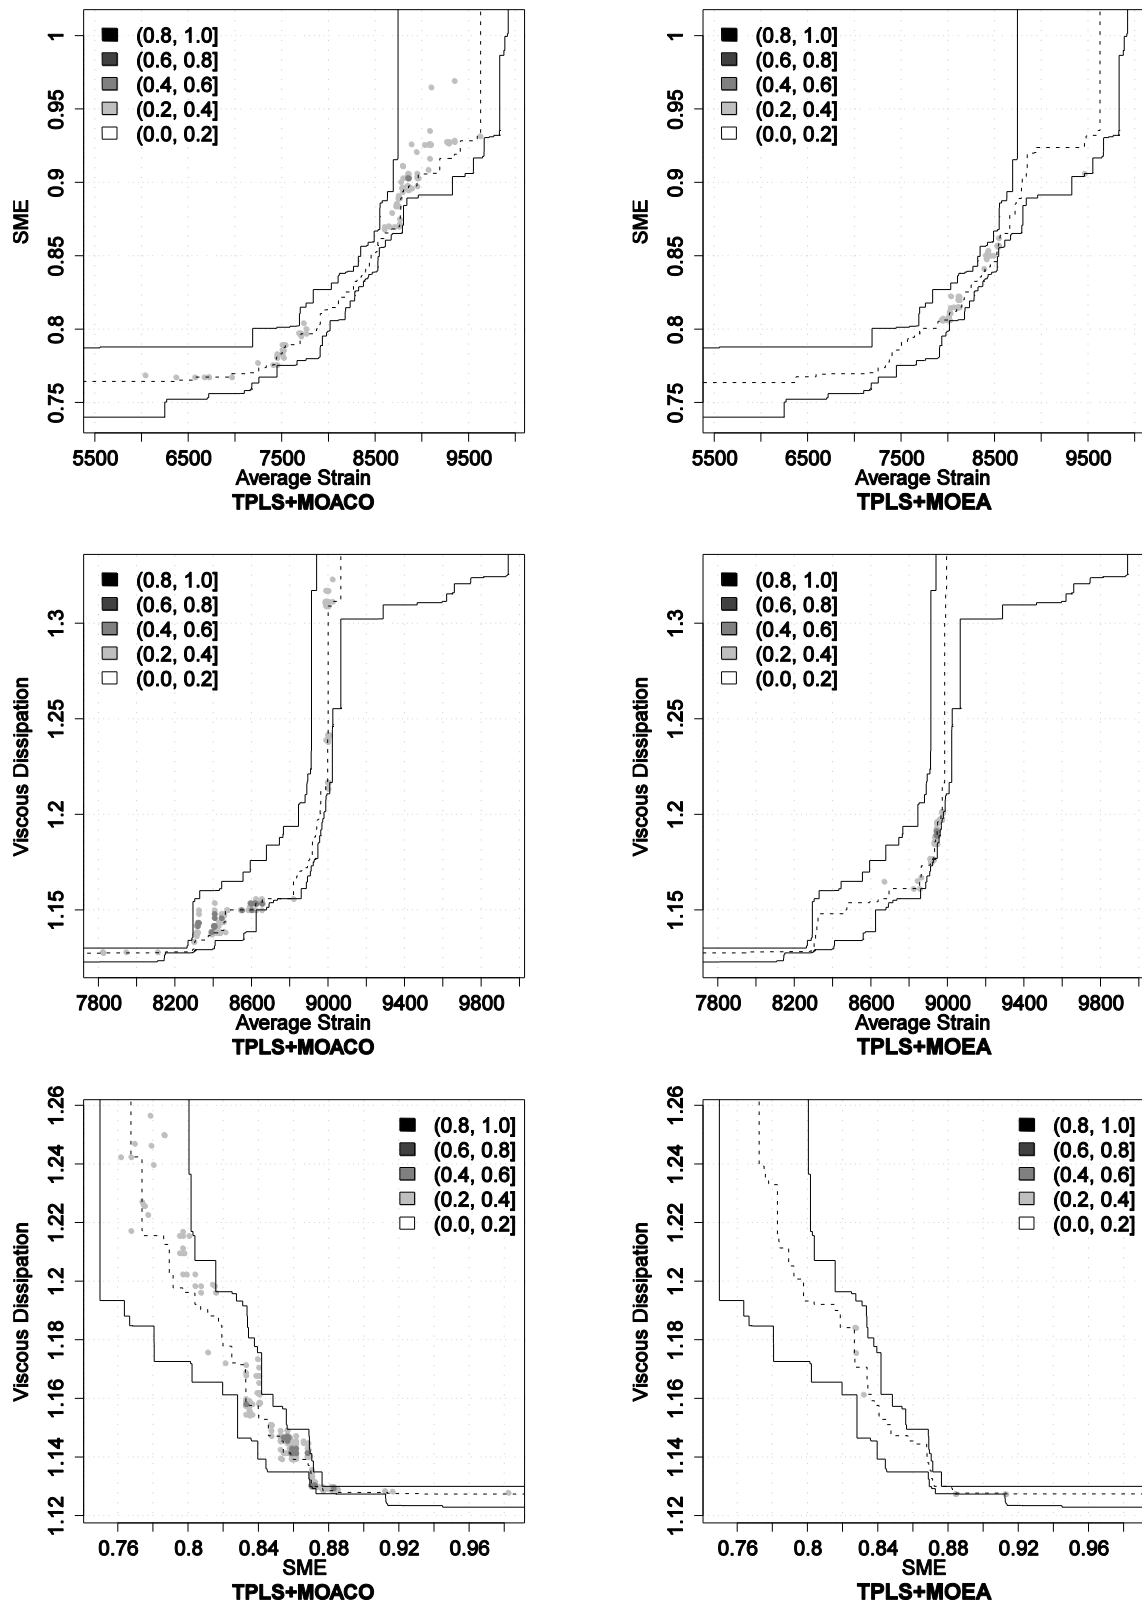 (0.8, 1.0]
(0.6, 0.8]
(0.4, 0.6]
(0.2, 0.4]
(0.0, 0.2]
1
0.95
0.9
0.85
0.8
0.75
SME
5500 6500 7500 8500 9500
Average Strain
TPLS+MOACO
(0.8, 1.0]
(0.6, 0.8]
(0.4, 0.6]
(0.2, 0.4]
(0.0, 0.2]
1
0.95
0.9
0.85
0.8
0.75
SME
5500 6500 7500 8500 9500
Average Strain
TPLS+MOEA
(0.8, 1.0]
(0.6, 0.8]
(0.4, 0.6]
(0.2, 0.4]
(0.0, 0.2]
1.3
1.25
1.2
1.15
Viscous Dissipation
7800 8200 8600 9000 9400 9800
Average Strain
TPLS+MOACO
(0.8, 1.0]
(0.6, 0.8]
(0.4, 0.6]
(0.2, 0.4]
(0.0, 0.2]
1.3
1.25
1.2
1.15
Viscous Dissipation
7800 8200 8600 9000 9400 9800
Average Strain
TPLS+MOEA
(0.8, 1.0]
(0.6, 0.8]
(0.4, 0.6]
(0.2, 0.4]
(0.0, 0.2]
1.26
1.24
1.22
1.2
1.18
1.16
1.14
1.12
Viscous Dissipation
0.76 0.8 0.84 0.88 0.92 0.96
SME
TPLS+MOACO
(0.8, 1.0]
(0.6, 0.8]
(0.4, 0.6]
(0.2, 0.4]
(0.0, 0.2]
1.26
1.24
1.22
1.2
1.18
1.16
1.14
1.12
Viscous Dissipation
0.76 0.8 0.84 0.88 0.92 0.96
SME
TPLS+MOEA